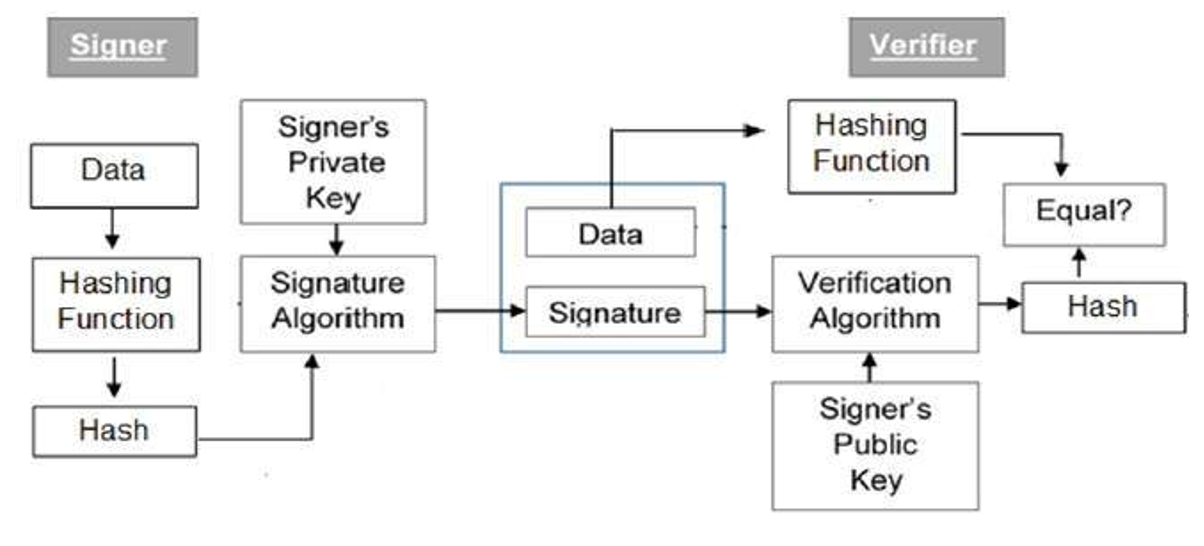 Signer
Verifier
Data
Hashing
Function
Hash
Signer's
Private
Key
Signature
Algorithm
Data
Signature
Hashing
Function
Equal?
Verification
Algorithm
Hash
Signer's
Public
Key